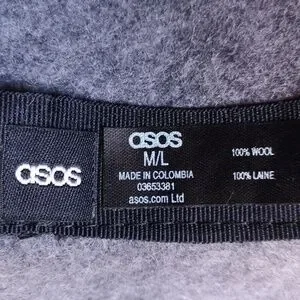 asos
asos
M/L
MADE IN COLOMBIA
03653381
asos.com Ltd
100% WOOL
100% LAINE